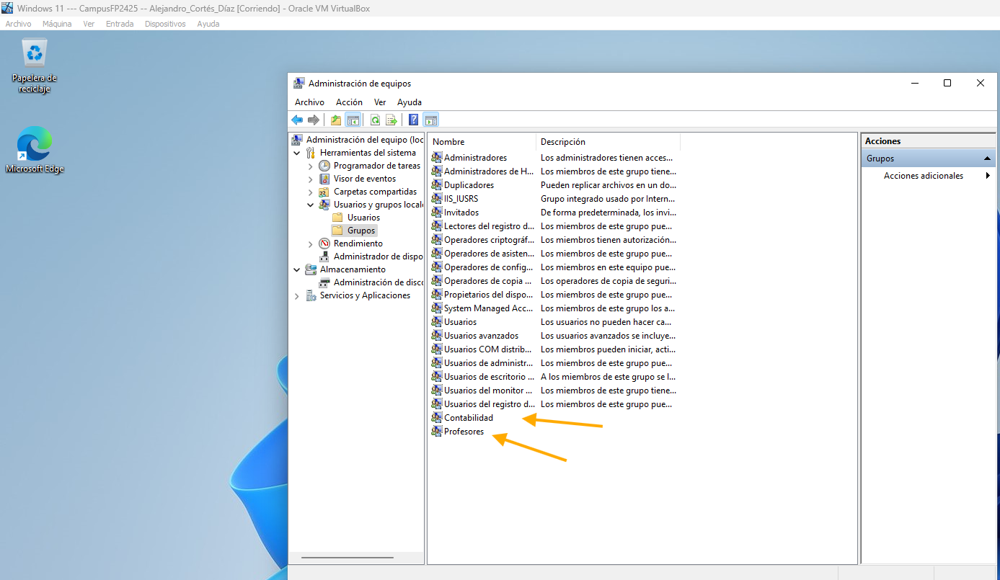 Windows 11 --- CampusFP2425 -- Alejandro_Cortés_Díaz [Corriendo] - Oracle VM VirtualBox
Archivo Máquina Ver Entrada Dispositivos Ayuda
Papelera de
reciclaje
Microsoft Edge
Administración de equipos
Archivo Acción Ver Ayuda
Administración del equipo (loc
Herramientas del sistema
Programador de tareas
Visor de eventos
Carpetas compartidas
Usuarios y grupos locale
Usuarios
Grupos
Rendimiento
Administrador de dispo
Almacenamiento
Administración de disco
Servicios y Aplicaciones
Nombre Descripción
Administradores Los administradores tienen acces...
Administradores de H... Los miembros de este grupo tiene...
Duplicadores Pueden replicar archivos en un do...
IIS_IUSRS Grupo integrado usado por Intern...
Invitados De forma predeterminada, los invi...
Lectores del registro d... Los miembros de este grupo pue...
Operadores criptográf... Los miembros tienen autorización...
Operadores de asisten... Los miembros de este grupo pue...
Operadores de config... Los miembros en este equipo pue...
Operadores de copia ... Los operadores de copia de seguri...
Propietarios del dispo... Los miembros de este grupo pue...
System Managed Acc... Los miembros de este grupo los a...
Usuarios Los usuarios no pueden hacer ca...
Usuarios avanzados Los usuarios avanzados se incluye...
Usuarios COM distrib... Los miembros pueden iniciar, acti...
Usuarios de administr... Los miembros de este grupo pue...
Usuarios de escritorio ... A los miembros de este grupo se l...
Usuarios del monitor ... Los miembros de este grupo tiene...
Usuarios del registro d... Los miembros de este grupo pue...
Contabilidad
Profesores
Acciones
Grupos
Acciones adicionales